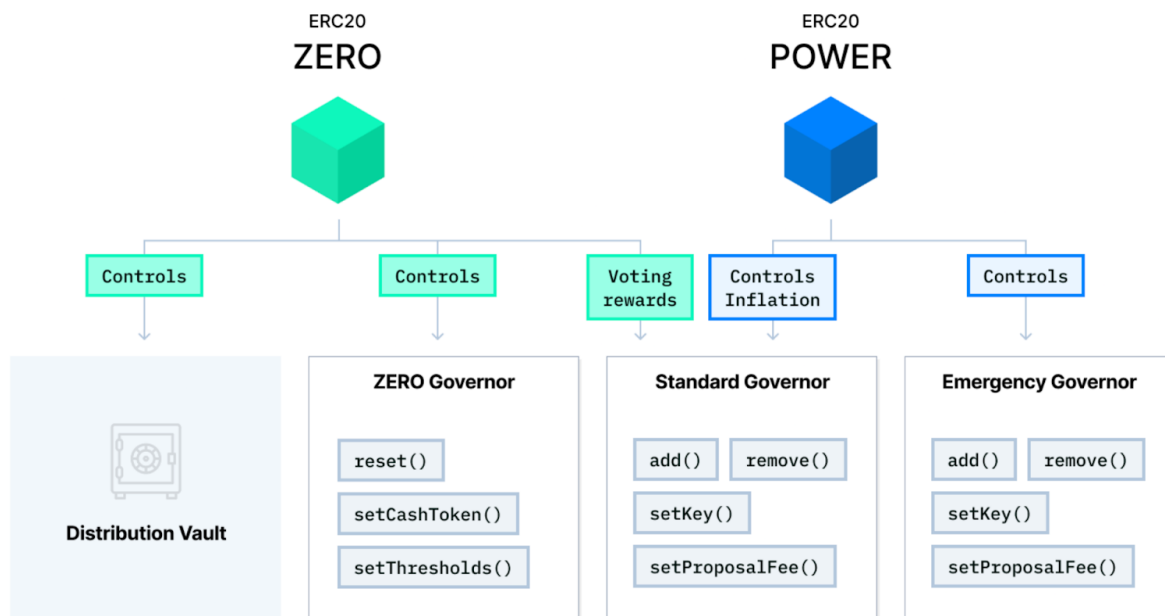 ERC20
ZERO
ERC20
POWER
Controls
Controls
Voting
rewards
Controls
Inflation
Controls
Distribution Vault
ZERO Governor
reset()
setCashToken()
setThresholds()
Standard Governor
add()
remove()
setKey()
setProposalFee()
Emergency Governor
add()
remove()
setKey()
setProposalFee()